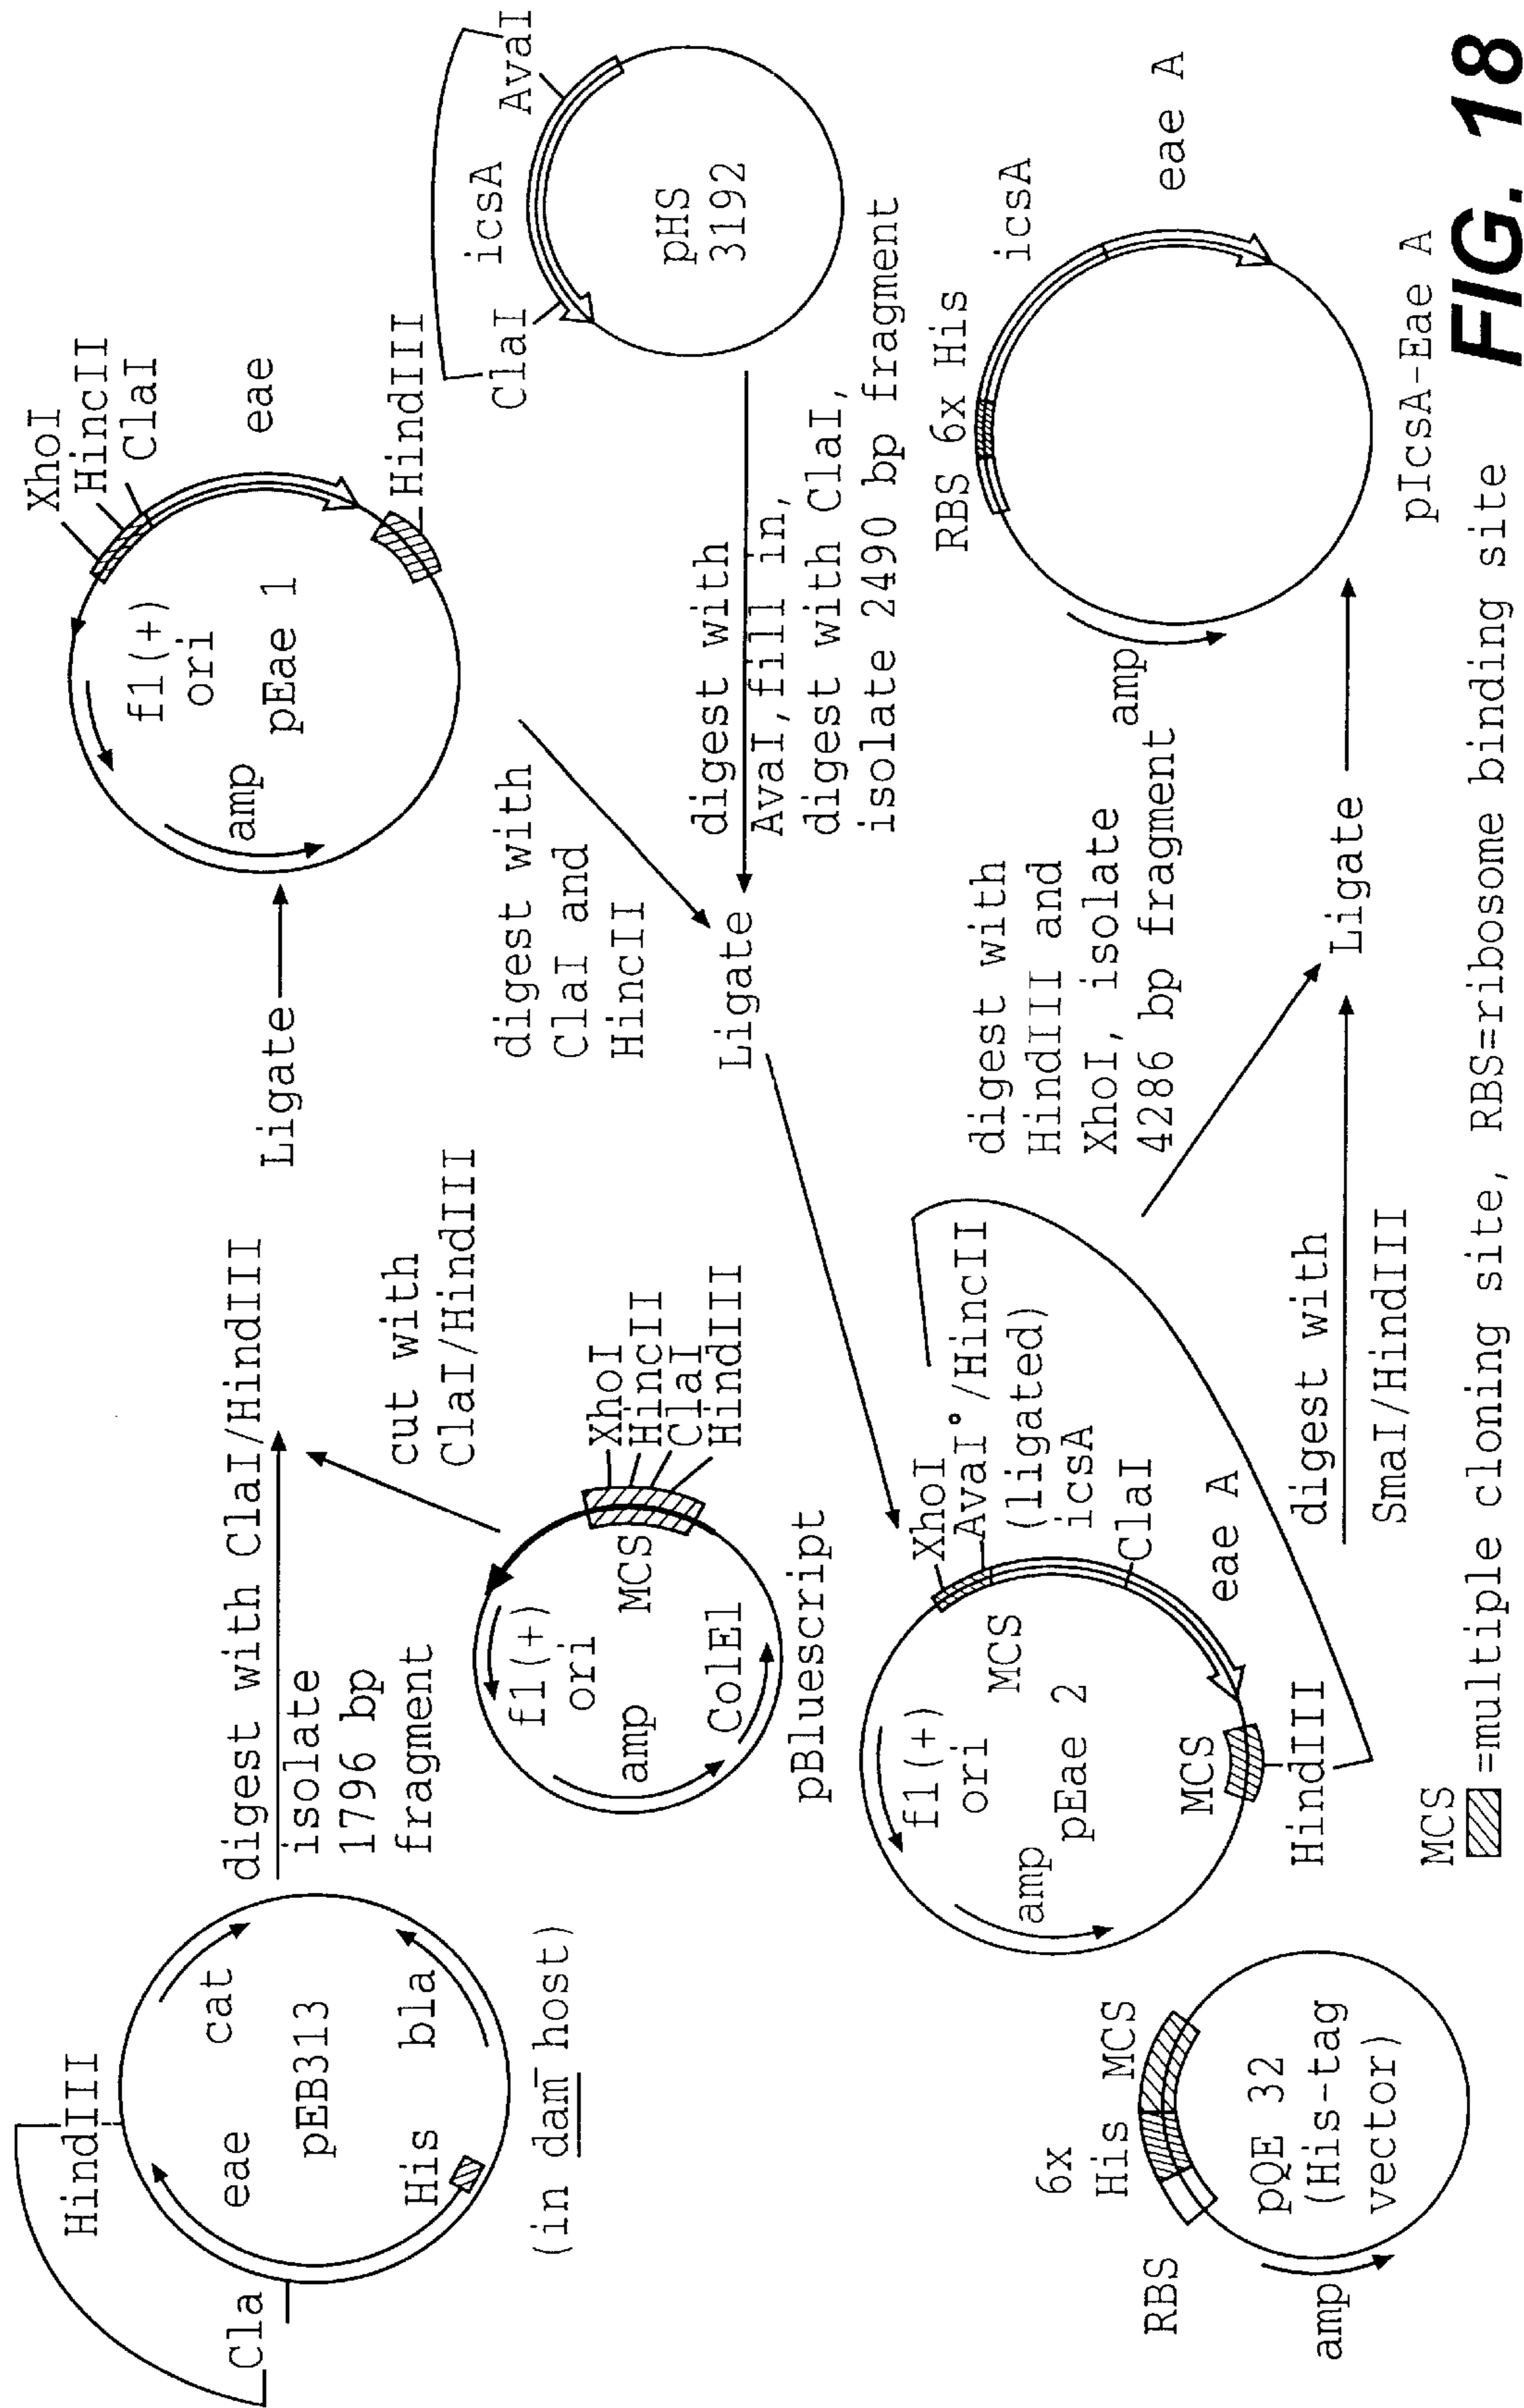 HindIII
Cla
eae
cat
pEB313
His
bla
(in dam‾ host)
digest with ClaI/HindIII
isolate
1796 bp
fragment
cut with
ClaI/HindIII
f1(+)
ori
MCS
amp
ColE1
XhoI
HincII
ClaI
HindIII
pBluescript
Ligate
XhoI
HincII
ClaI
eae
HindIII
f1(+)
ori
pEae 1
amp
digest with
ClaI and
HincII
Ligate
ClaI
icsA
AvaI
pHS
3192
digest with
AvaI, fill in,
digest with ClaI,
isolate 2490 bp fragment
6x
His
MCS
RBS
pQE 32
(His-tag
vector)
amp
XhoI
AvaI°/HincII
(ligated)
icsA
ClaI
eae A
MCS
f1(+)
ori
pEae 2
amp
MCS
HindIII
digest with
HindIII and
XhoI, isolate
4286 bp fragment
digest with
SmaI/HindIII
Ligate
RBS
6x His
icsA
eae A
amp
pIcsA-Eae A
MCS
=multiple cloning site, RBS=ribosome binding site
FIG. 18